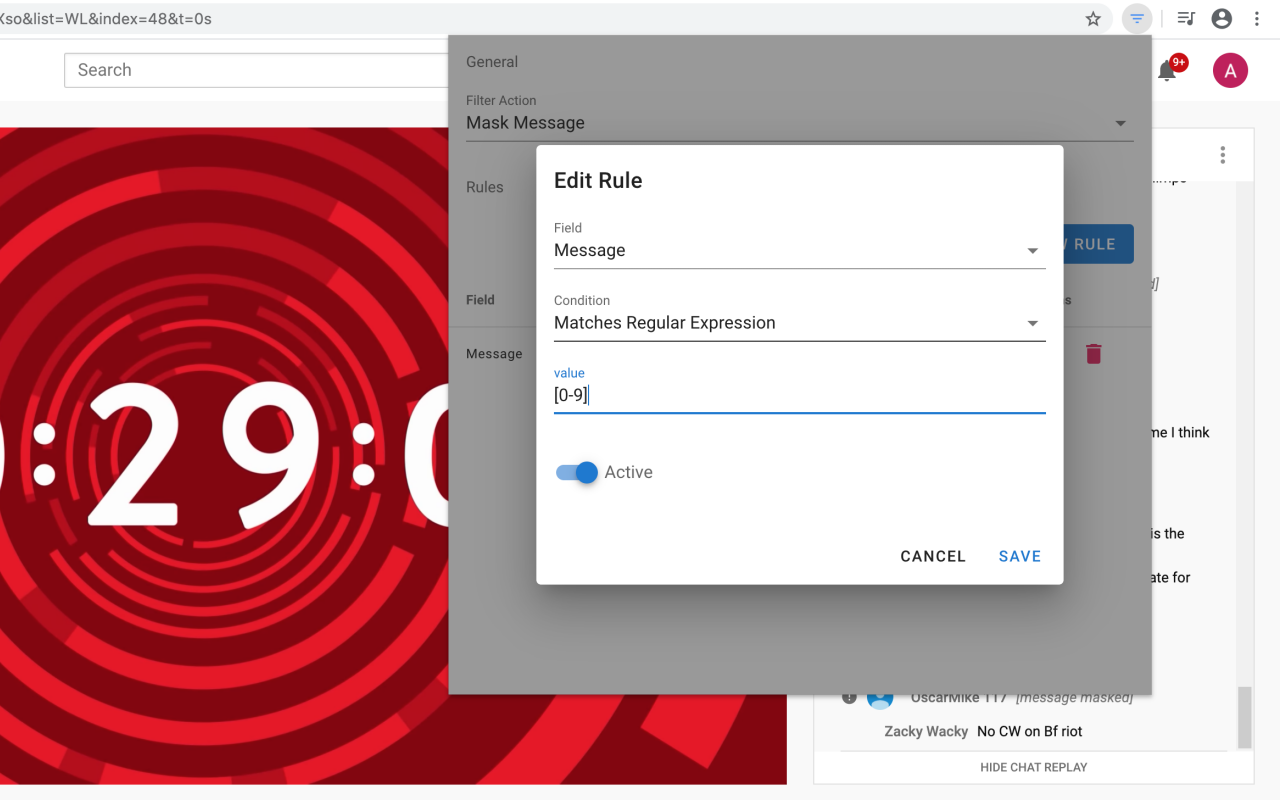 Xso&list=WL&index=48&t=0s
Search
9+
A
General
Filter Action
Mask Message
Rules
RULE
Field
Message
Edit Rule
Field
Message
Condition
Matches Regular Expression
value
[0-9]
Active
CANCEL
SAVE
:29:0
me I think
is the
ate for
OscarMike 117 [message masked]
Zacky Wacky No CW on Bf riot
HIDE CHAT REPLAY